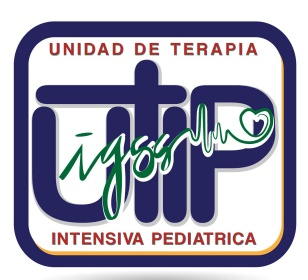 UNIDAD DE TERAPIA
UTIP
igss
INTENSIVA PEDIATRICA